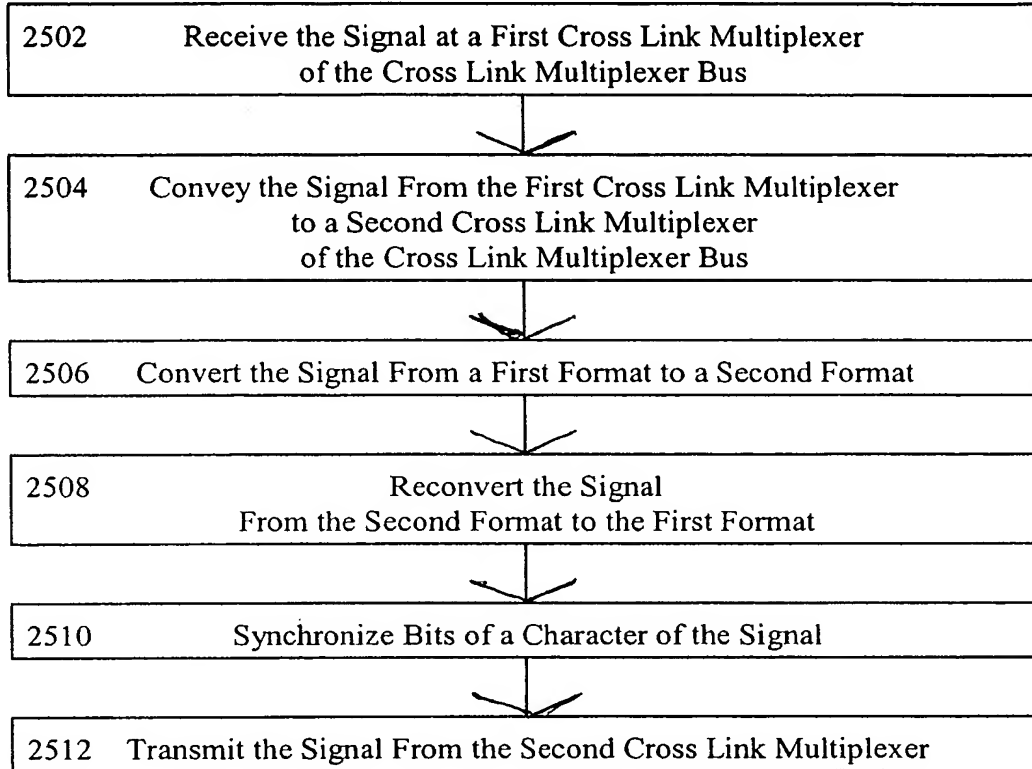 2502 Receive the Signal at a First Cross Link Multiplexer
of the Cross Link Multiplexer Bus
2504 Convey the Signal From the First Cross Link Multiplexer
to a Second Cross Link Multiplexer
of the Cross Link Multiplexer Bus
2506 Convert the Signal From a First Format to a Second Format
2508 Reconvert the Signal
From the Second Format to the First Format
2510 Synchronize Bits of a Character of the Signal
2512 Transmit the Signal From the Second Cross Link Multiplexer